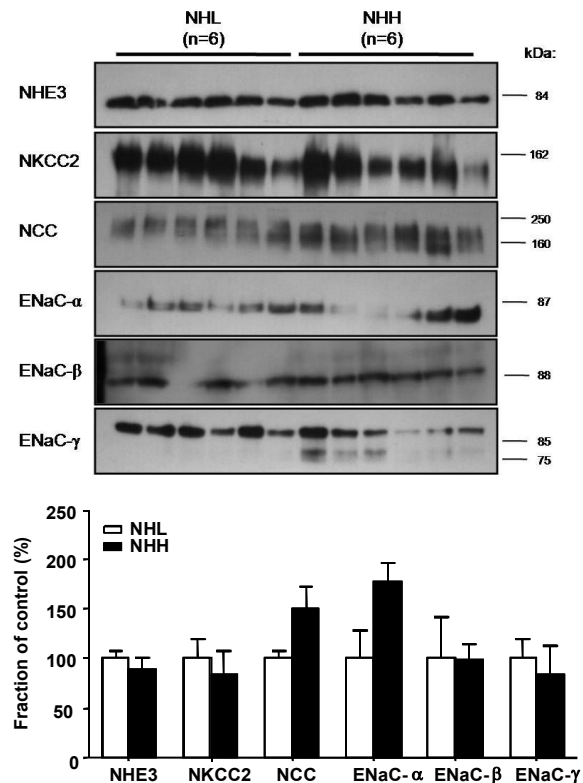 NHL NHH
(n=6) (n=6) kDa:
NHE3 84
NKCC2 162
NCC 250
160
ENaC-α 87
ENaC-β 88
ENaC-γ 85
75
Fraction of control (%)
250
200
150
100
50
0
NHL
NHH
NHE3 NKCC2 NCC ENaC-α ENaC-β ENaC-γ